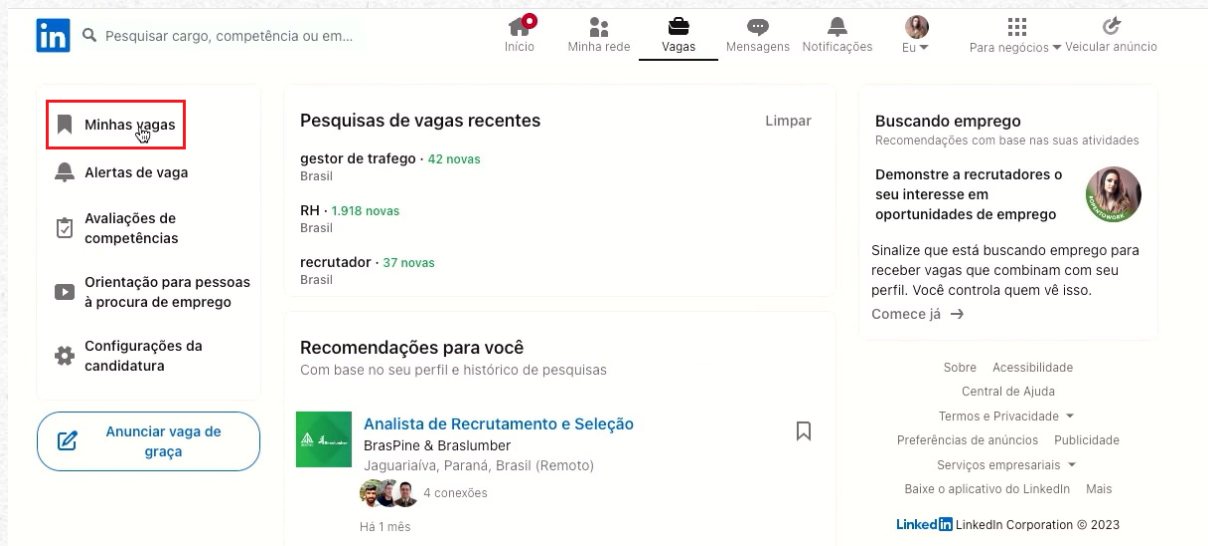 in
Pesquisar cargo, competência ou em...
Início
Minha rede
Vagas
Mensagens
Notificações
Eu
Para negócios
Veicular anúncio
Minhas vagas
Alertas de vaga
Avaliações de
competências
Orientação para pessoas
à procura de emprego
Configurações da
candidatura
Anunciar vaga de
graça
Pesquisas de vagas recentes
Limpar
gestor de trafego · 42 novas
Brasil
RH · 1.918 novas
Brasil
recrutador · 37 novas
Brasil
Recomendações para você
Com base no seu perfil e histórico de pesquisas
Analista de Recrutamento e Seleção
BrasPine & Braslumber
Jaguariaíva, Paraná, Brasil (Remoto)
4 conexões
Há 1 mês
Buscando emprego
Recomendações com base nas suas atividades
Demonstre a recrutadores o
seu interesse em
oportunidades de emprego
#OPENTOWORK
Sinalize que está buscando emprego para
receber vagas que combinam com seu
perfil. Você controla quem vê isso.
Comece já →
Sobre Acessibilidade
Central de Ajuda
Termos e Privacidade
Preferências de anúncios Publicidade
Serviços empresariais
Baixe o aplicativo do LinkedIn Mais
Linkedin LinkedIn Corporation © 2023